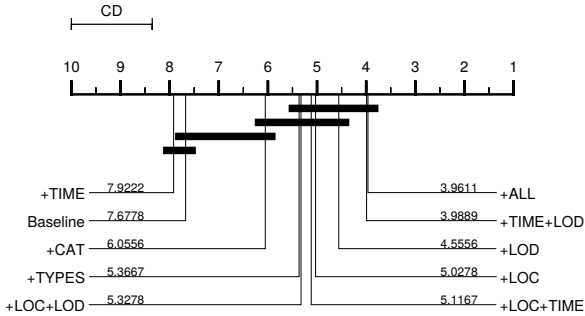 CD
10 9 8 7 6 5 4 3 2 1
+TIME 7.9222 3.9611 +ALL
Baseline 7.6778 3.9889 +TIME+LOD
+CAT 6.0556 4.5556 +LOD
+TYPES 5.3667 5.0278 +LOC
+LOC+LOD 5.3278 5.1167 +LOC+TIME